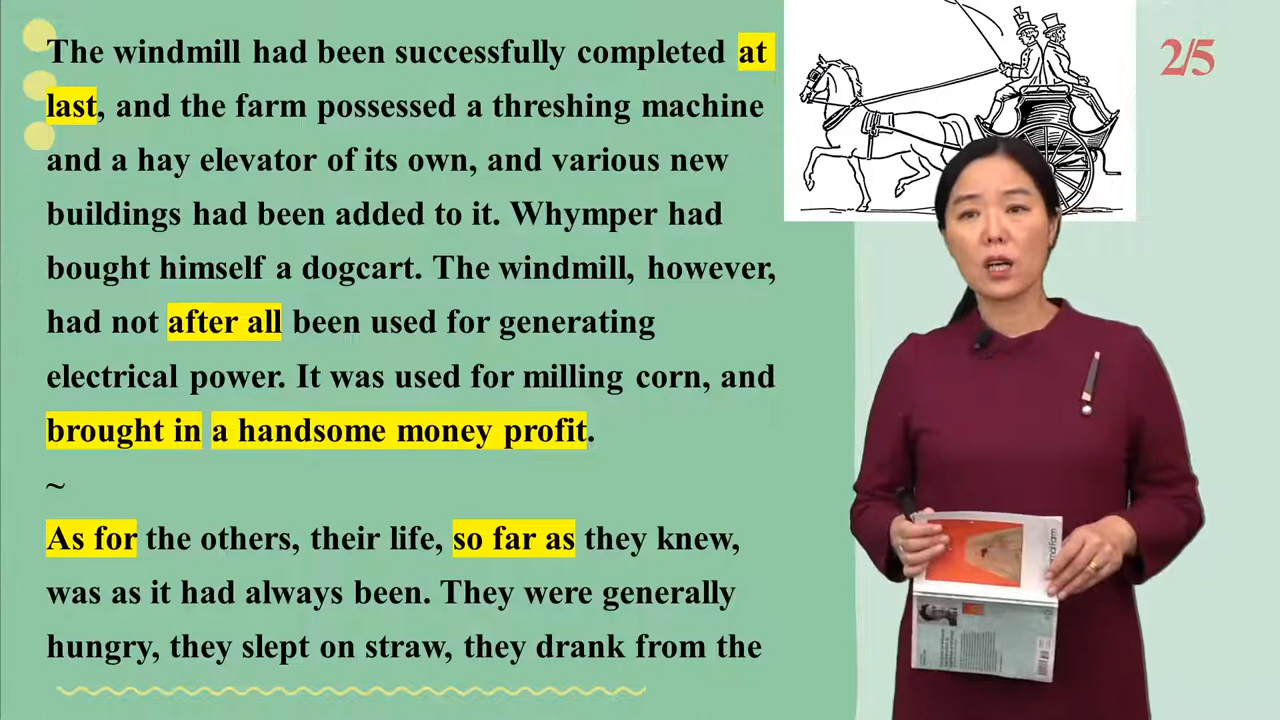 The windmill had been successfully completed at
last, and the farm possessed a threshing machine
and a hay elevator of its own, and various new
buildings had been added to it. Whymper had
bought himself a dogcart. The windmill, however,
had not after all been used for generating
electrical power. It was used for milling corn, and
brought in a handsome money profit.
~
As for the others, their life, so far as they knew,
was as it had always been. They were generally
hungry, they slept on straw, they drank from the
2/5